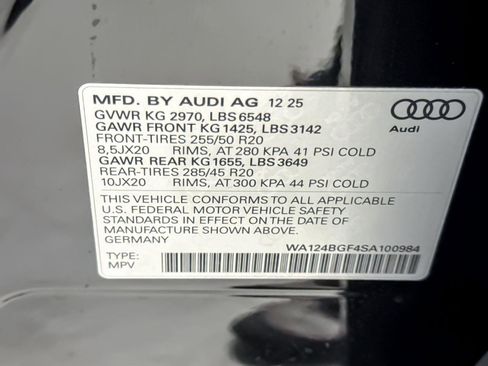 MFD. BY AUDI AG 12 25
GVWR KG 2970, LBS 6548
GAWR FRONT KG 1425, LBS 3142
FRONT-TIRES 255/50 R20
8,5JX20 RIMS, AT 280 KPA 41 PSI COLD
GAWR REAR KG 1655, LBS 3649
REAR-TIRES 285/45 R20
10JX20 RIMS, AT 300 KPA 44 PSI COLD
THIS VEHICLE CONFORMS TO ALL APPLICABLE
U.S. FEDERAL MOTOR VEHICLE SAFETY
STANDARDS IN EFFECT ON THE DATE OF
MANUFACTURE SHOWN ABOVE.
GERMANY
Audi
WA124BGF4SA100984
TYPE:
MPV